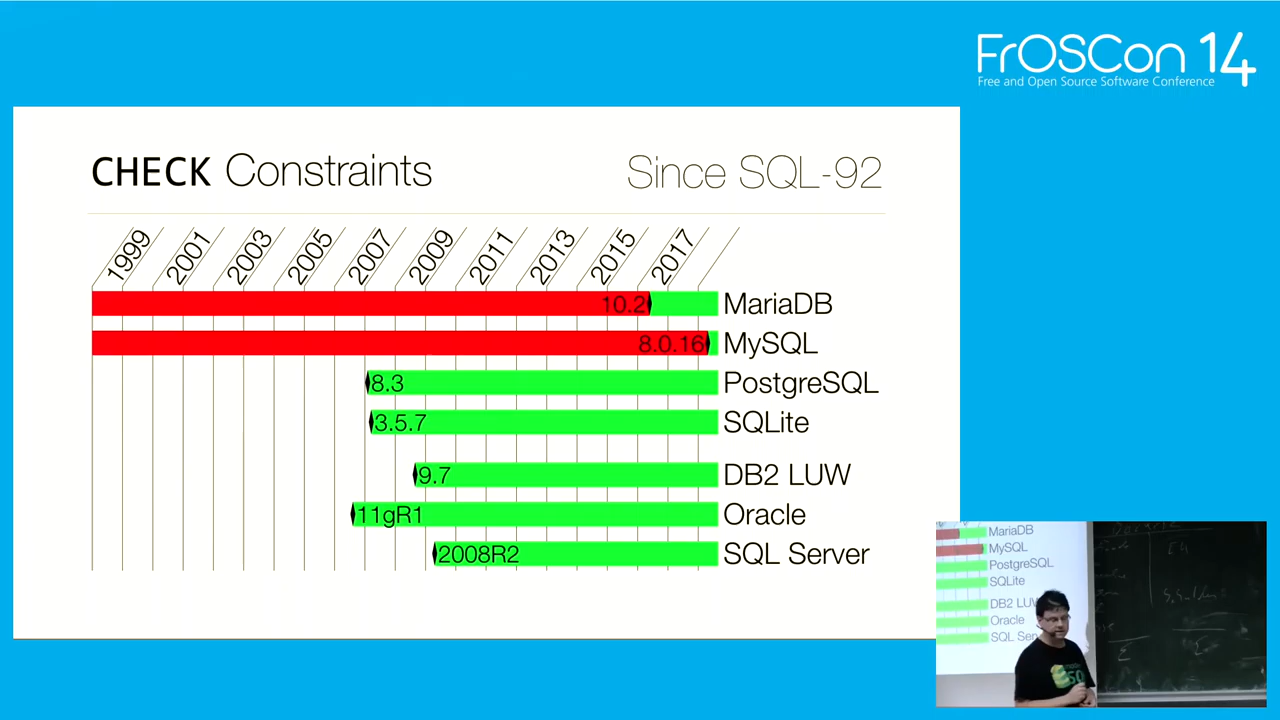 FrOSCon 14
Free and Open Source Software Conference
CHECK Constraints
Since SQL-92
1999 2001 2003 2005 2007 2009 2011 2013 2015 2017
10.2 MariaDB
8.0.16 MySQL
8.3 PostgreSQL
3.5.7 SQLite
9.7 DB2 LUW
11gR1 Oracle
2008R2 SQL Server
MariaDB
MySQL
PostgreSQL
SQLite
DB2 LUW
Oracle
SQL Ser